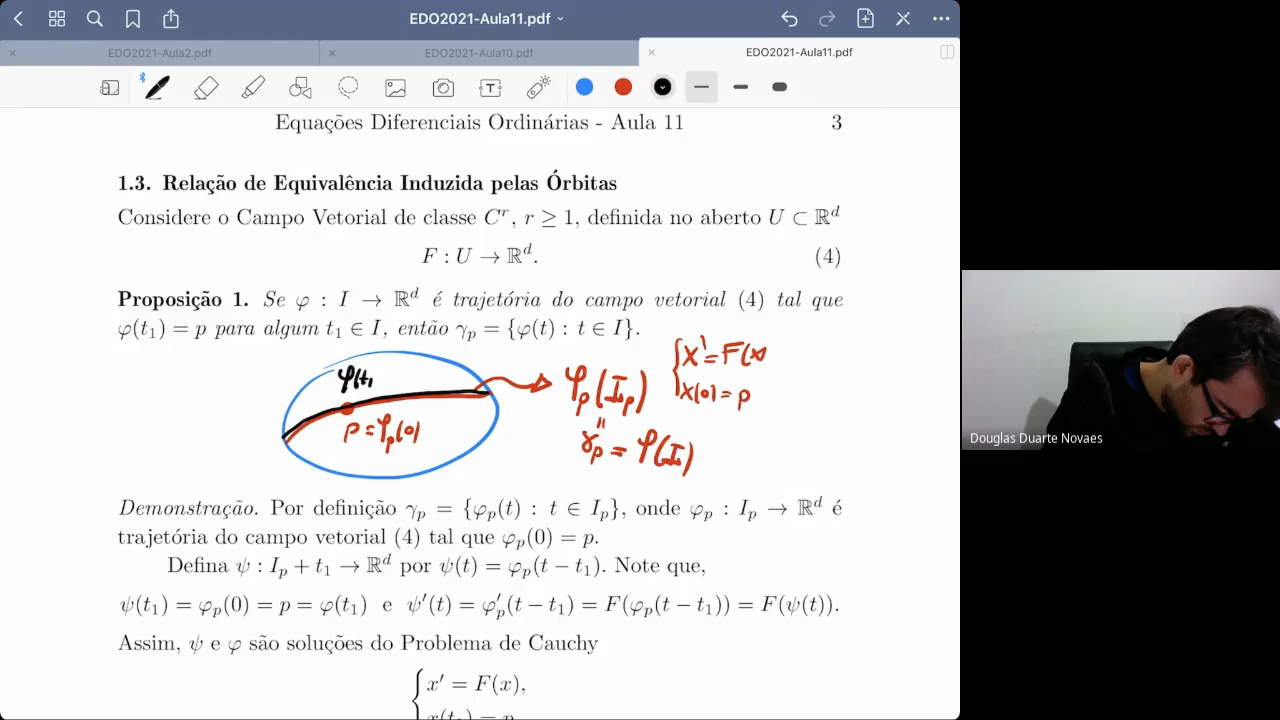 EDO2021-Aula11.pdf
EDO2021-Aula2.pdf
EDO2021-Aula10.pdf
EDO2021-Aula11.pdf
Equações Diferenciais Ordinárias - Aula 11
3
1.3. Relação de Equivalência Induzida pelas Órbitas
Considere o Campo Vetorial de classe C^r, r ≥ 1, definida no aberto U ⊂ ℝ^d
F : U → ℝ^d. (4)
Proposição 1. Se φ : I → ℝ^d é trajetória do campo vetorial (4) tal que
φ(t₁) = p para algum t₁ ∈ I, então γ_p = {φ(t) : t ∈ I}.
φ(t₁
p = φ_p(0)
φ_p(I_p)
γ_p = φ(I)
{ x' = F(x)
x(0) = p
Demonstração. Por definição γ_p = {φ_p(t) : t ∈ I_p}, onde φ_p : I_p → ℝ^d é
trajetória do campo vetorial (4) tal que φ_p(0) = p.
Defina ψ : I_p + t₁ → ℝ^d por ψ(t) = φ_p(t − t₁). Note que,
ψ(t₁) = φ_p(0) = p = φ(t₁) e ψ′(t) = φ′_p(t − t₁) = F(φ_p(t − t₁)) = F(ψ(t)).
Assim, ψ e φ são soluções do Problema de Cauchy
{ x′ = F(x),
x(t₁) = p
Douglas Duarte Novaes